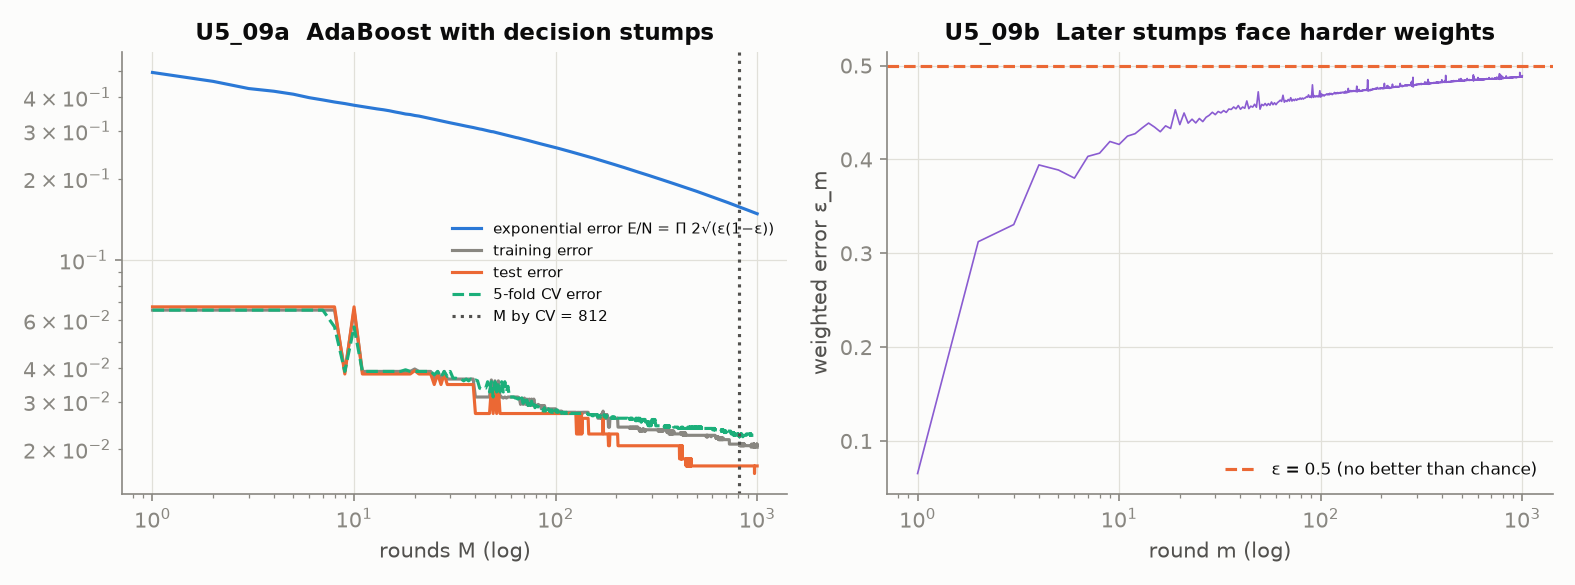 U5_09a  AdaBoost with decision stumps
4 × 10⁻¹
3 × 10⁻¹
2 × 10⁻¹
10⁻¹
6 × 10⁻²
4 × 10⁻²
3 × 10⁻²
2 × 10⁻²
exponential error E/N = Π 2√(ε(1−ε))
training error
test error
5-fold CV error
M by CV = 812
10⁰ 10¹ 10² 10³
rounds M (log)
U5_09b  Later stumps face harder weights
weighted error ε_m
0.5
0.4
0.3
0.2
0.1
ε = 0.5 (no better than chance)
10⁰ 10¹ 10² 10³
round m (log)